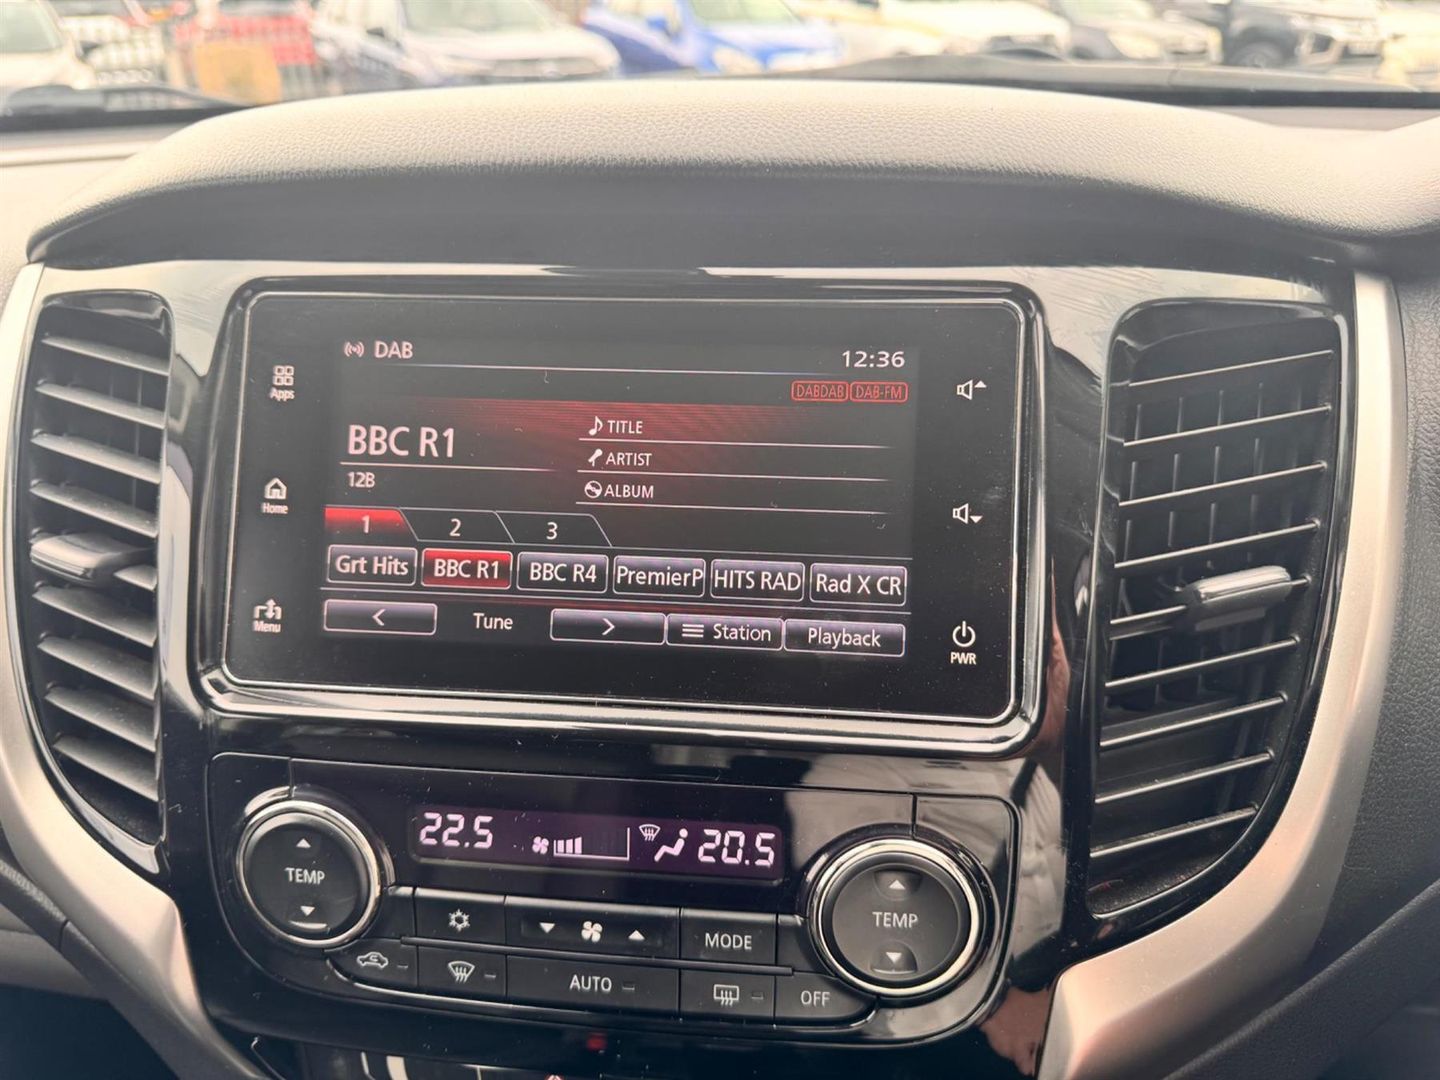 DAB
12:36
DABDAB DAB-FM
Apps
BBC R1
TITLE
ARTIST
12B
ALBUM
Home
1 2 3
Grt Hits BBC R1 BBC R4 PremierP HITS RAD Rad X CR
Menu
< Tune > Station Playback
PWR
22.5 20.5
TEMP
TEMP
MODE
AUTO
OFF